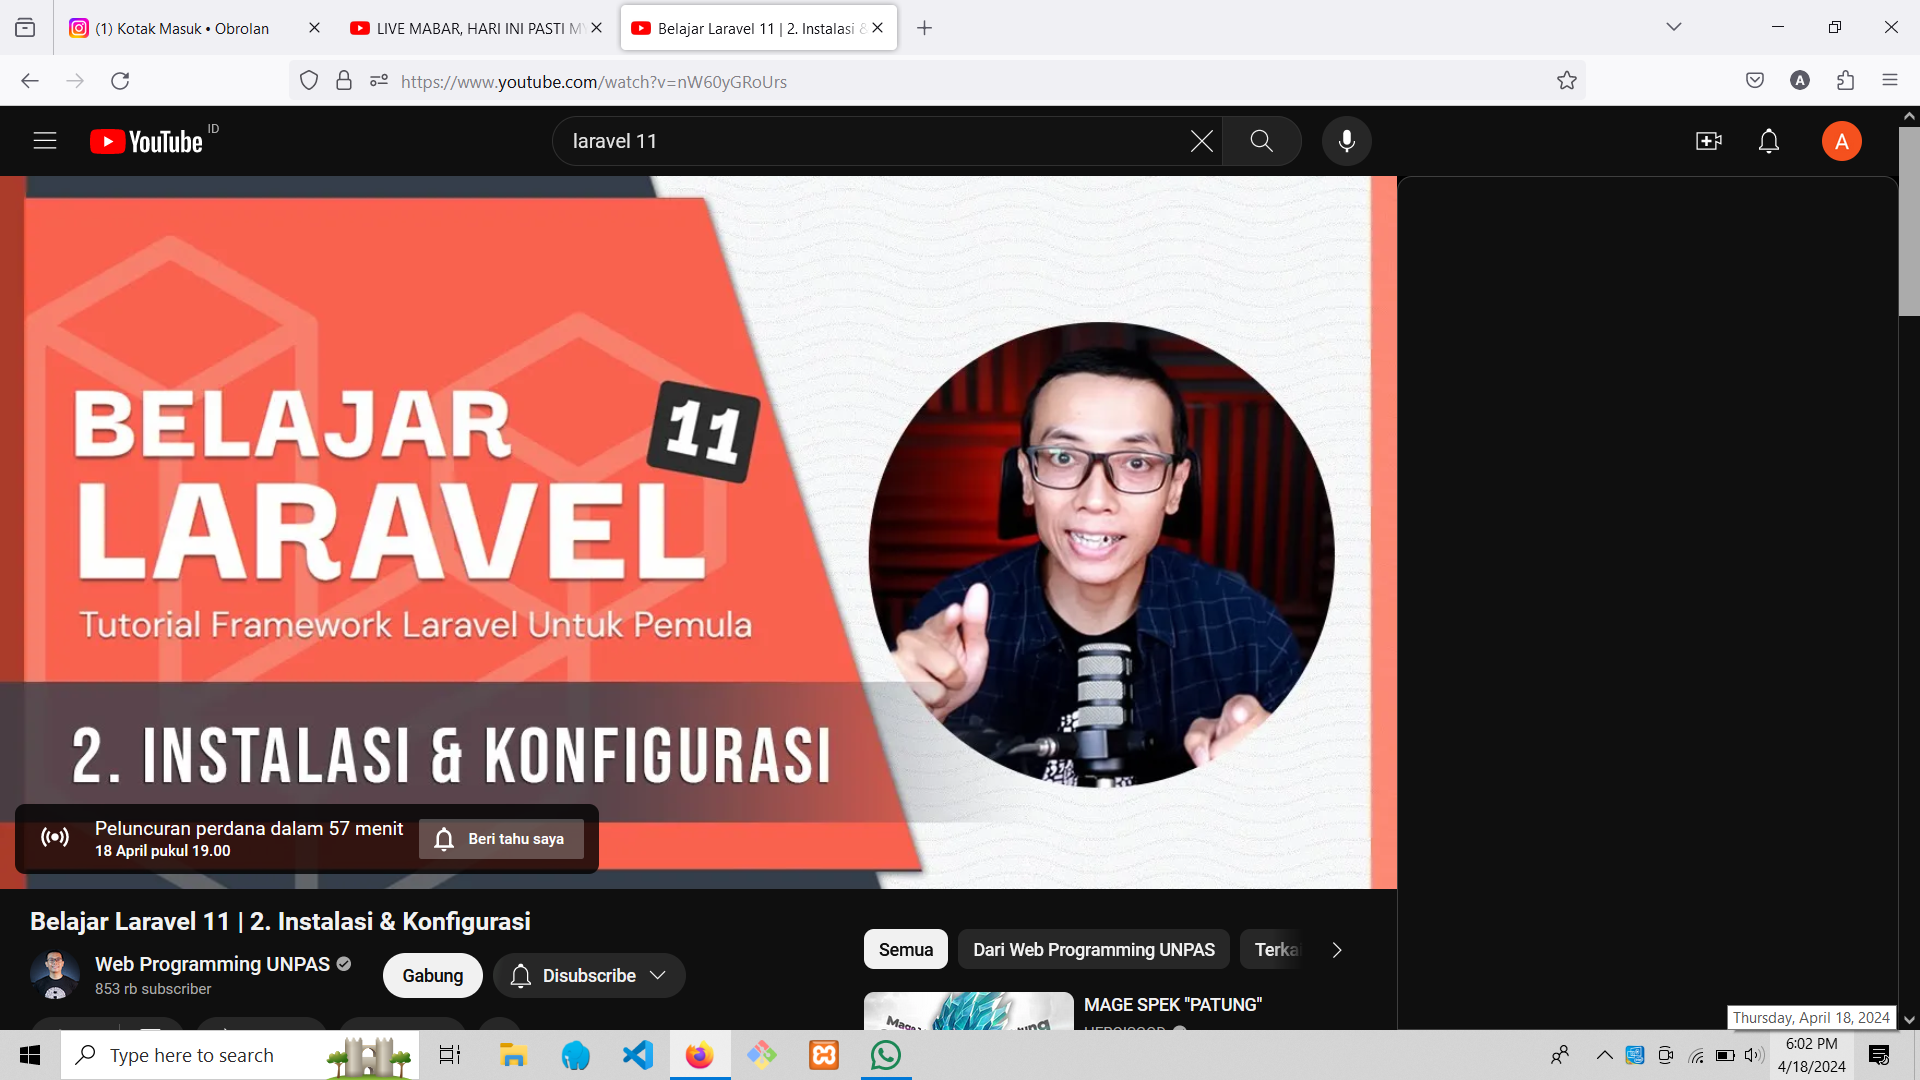 (1) Kotak Masuk • Obrolan
LIVE MABAR, HARI INI PASTI
Belajar Laravel 11 | 2. Instalasi &
https://www.youtube.com/watch?v=nW60yGRoUrs
A
YouTube ID
laravel 11
A
BELAJAR
11
LARAVEL
Tutorial Framework Laravel Untuk Pemula
2. INSTALASI & KONFIGURASI
Peluncuran perdana dalam 57 menit
18 April pukul 19.00
Beri tahu saya
Belajar Laravel 11 | 2. Instalasi & Konfigurasi
Web Programming UNPAS
853 rb subscriber
Gabung
Disubscribe
Semua
Dari Web Programming UNPAS
Terkai
MAGE SPEK "PATUNG"
Thursday, April 18, 2024
Type here to search
6:02 PM
4/18/2024